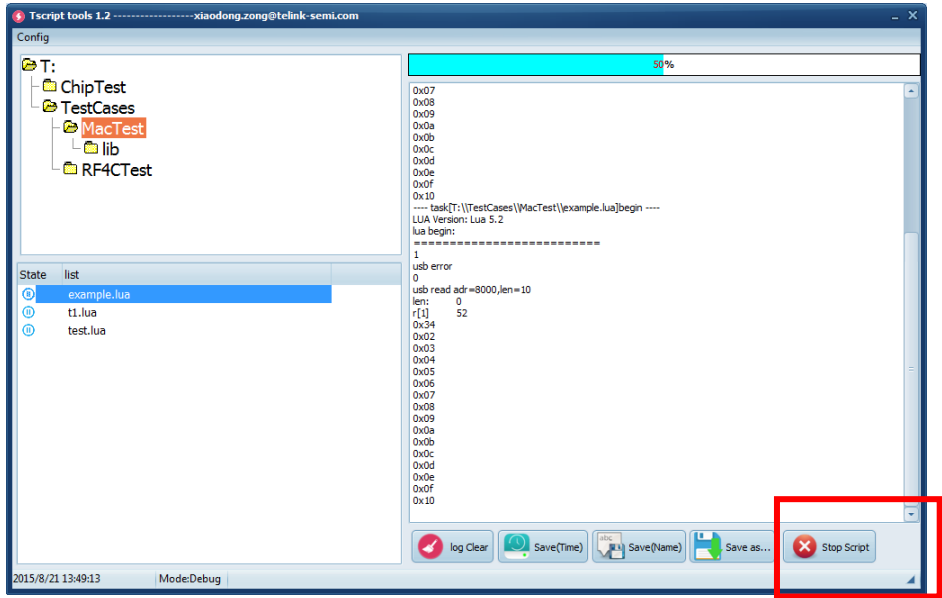 Tscript tools 1.2 ------------------xiaodong.zong@telink-semi.com
Config
T:
ChipTest
TestCases
MacTest
lib
RF4CTest
State list
example.lua
t1.lua
test.lua
50%
0x07
0x08
0x09
0x0a
0x0b
0x0c
0x0d
0x0e
0x0f
0x10
---- task[T:\\TestCases\\MacTest\\example.lua]begin ----
LUA Version: Lua 5.2
lua begin:
===========================
1
usb error
0
usb read adr=8000,len=10
len: 0
r[1] 52
0x34
0x02
0x03
0x04
0x05
0x06
0x07
0x08
0x09
0x0a
0x0b
0x0c
0x0d
0x0e
0x0f
0x10
log Clear Save(Time) abc Save(Name) Save as... Stop Script
2015/8/21 13:49:13 Mode:Debug